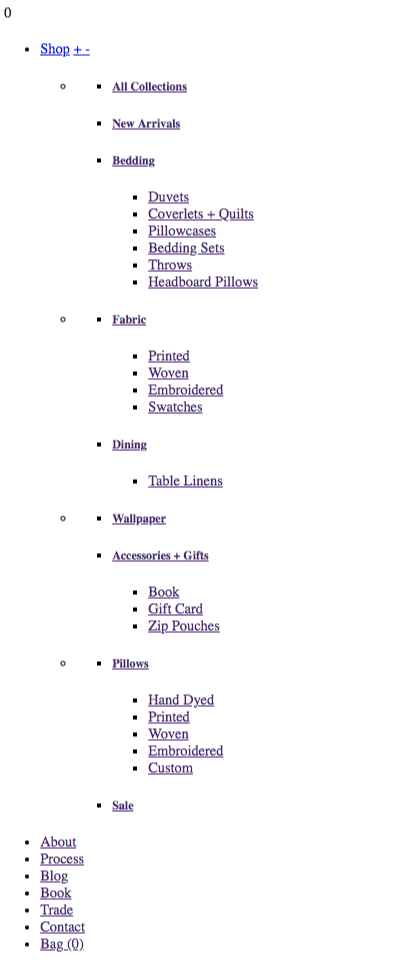 0
Shop + -
All Collections
New Arrivals
Bedding
Duvets
Coverlets + Quilts
Pillowcases
Bedding Sets
Throws
Headboard Pillows
Fabric
Printed
Woven
Embroidered
Swatches
Dining
Table Linens
Wallpaper
Accessories + Gifts
Book
Gift Card
Zip Pouches
Pillows
Hand Dyed
Printed
Woven
Embroidered
Custom
Sale
About
Process
Blog
Book
Trade
Contact
Bag (0)